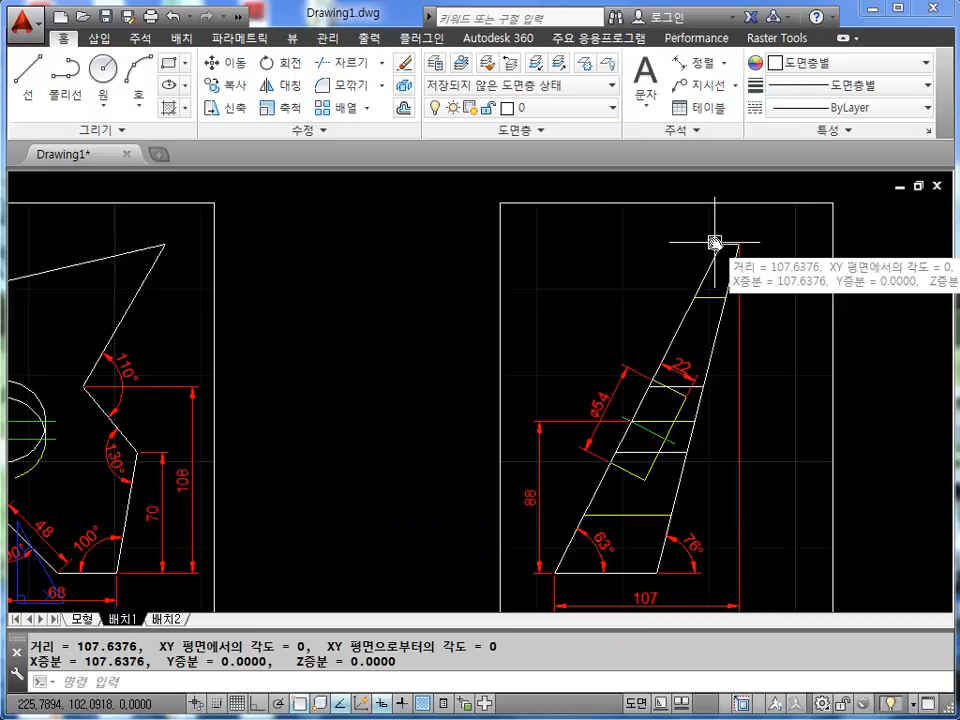 Drawing1.dwg
키워드 또는 구절 입력
로그인
홈 삽입 주석 배치 파라메트릭 뷰 관리 출력 플러그인 Autodesk 360 주요 응용프로그램 Performance Raster Tools
선 폴리선 원 호
이동 회전 자르기
복사 대칭 모깎기
신축 축척 배열
저장되지 않은 도면층 상태
0
문자
정렬
지시선
테이블
도면층별
도면층별
ByLayer
그리기 수정 도면층 주석 특성
Drawing1*
거리 = 107.6376, XY 평면에서의 각도 = 0,
X증분 = 107.6376, Y증분 = 0.0000, Z증분
110°
130°
108
70
48
100°
68
22
ø54
88
63°
76°
107
모형 배치1 배치2
거리 = 107.6376, XY 평면에서의 각도 = 0, XY 평면으로부터의 각도 = 0
X증분 = 107.6376, Y증분 = 0.0000, Z증분 = 0.0000
명령 입력
225.7894, 102.0918, 0.0000
도면